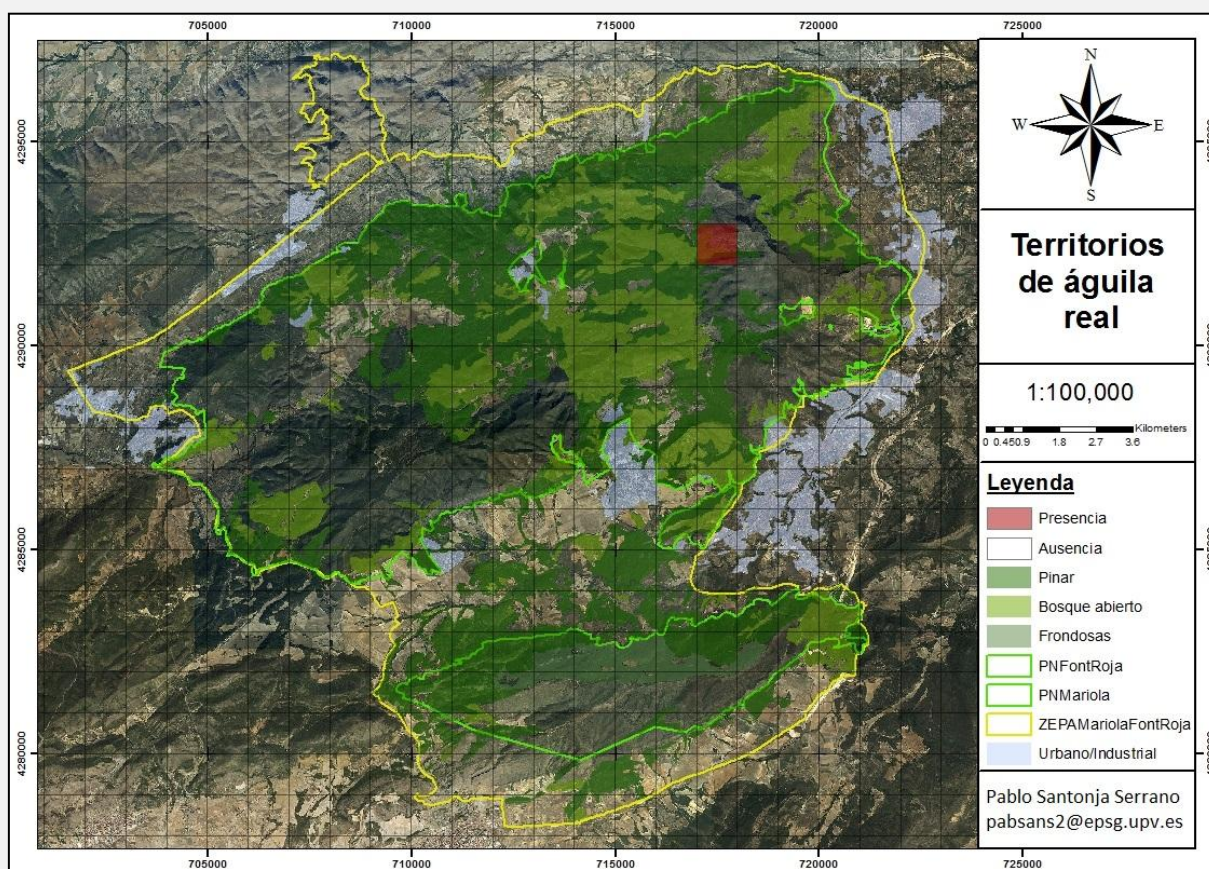 705000 710000 715000 720000 725000
4295000
4290000
4285000
4280000
705000 710000 715000 720000 725000
N
W E
S
Territorios
de águila
real
1:100,000
Kilometers
0 0.450.9 1.8 2.7 3.6
Leyenda
Presencia
Ausencia
Pinar
Bosque abierto
Frondosas
PNFontRoja
PNMariola
ZEPAMariolaFontRoja
Urbano/Industrial
Pablo Santonja Serrano
pabsans2@epsg.upv.es